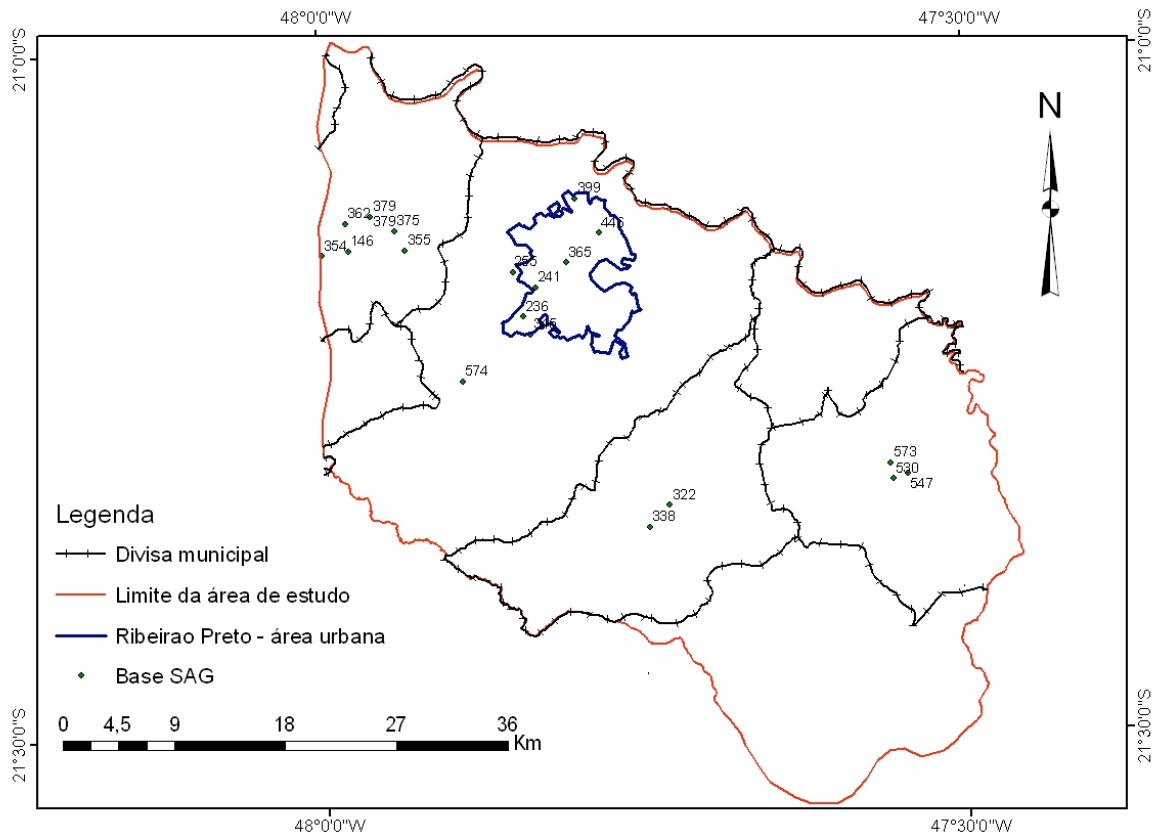 48°0'0"W
47°30'0"W
21°0'0"S
21°0'0"S
N
399
379
362
379
375
446
354
146
355
365
255
241
236
574
573
530
547
322
338
Legenda
Divisa municipal
Limite da área de estudo
Ribeirao Preto - área urbana
Base SAG
0 4,5 9 18 27 36
Km
21°30'0"S
21°30'0"S
48°0'0"W
47°30'0"W